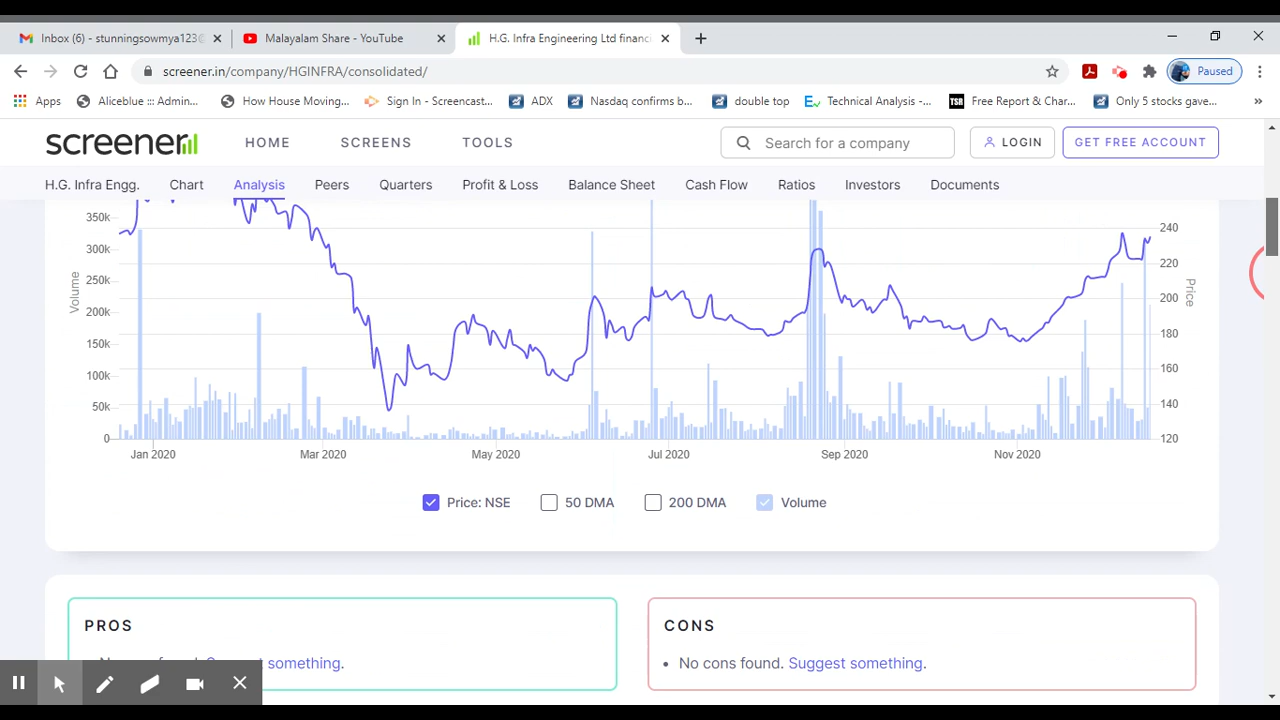 Inbox (6) - stunningsowmya123@
Malayalam Share - YouTube
H.G. Infra Engineering Ltd financi
screener.in/company/HGINFRA/consolidated/
Paused
Apps
Aliceblue ::: Admin...
How House Moving...
Sign In - Screencast...
ADX
Nasdaq confirms b...
double top
Technical Analysis -...
TSR
Free Report & Char...
Only 5 stocks gave...
»
screener
HOME
SCREENS
TOOLS
Search for a company
LOGIN
GET FREE ACCOUNT
H.G. Infra Engg.
Chart
Analysis
Peers
Quarters
Profit & Loss
Balance Sheet
Cash Flow
Ratios
Investors
Documents
350k
300k
250k
200k
150k
100k
50k
0
Volume
240
220
200
180
160
140
120
Price
Jan 2020
Mar 2020
May 2020
Jul 2020
Sep 2020
Nov 2020
Price: NSE
50 DMA
200 DMA
Volume
PROS
something.
CONS
No cons found. Suggest something.